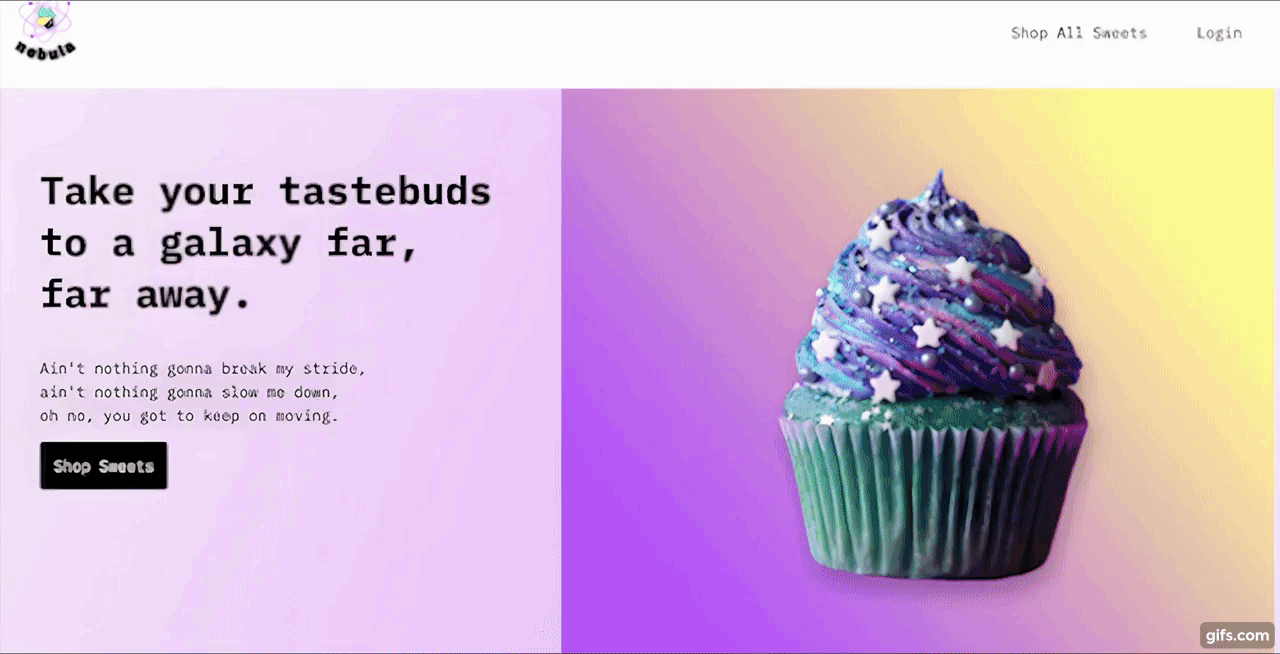 nebula
Shop All Sweets
Login
Take your tastebuds
to a galaxy far,
far away.
Ain't nothing gonna break my stride,
ain't nothing gonna slow me down,
oh no, you got to keep on moving.
Shop Sweets
gifs.com